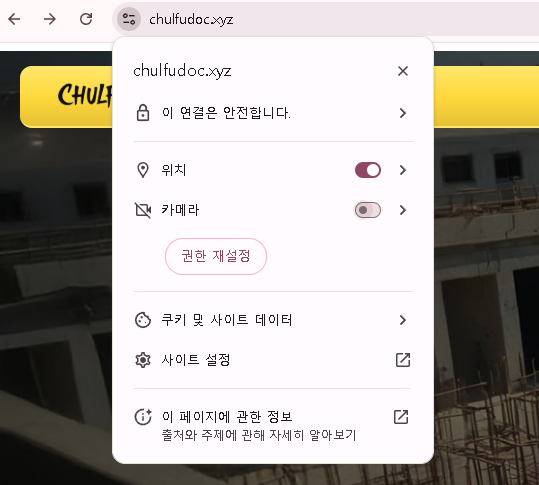 chulfudoc.xyz
chulfudoc.xyz
CHULF
이 연결은 안전합니다.
위치
카메라
권한 재설정
쿠키 및 사이트 데이터
사이트 설정
이 페이지에 관한 정보
출처와 주제에 관해 자세히 알아보기